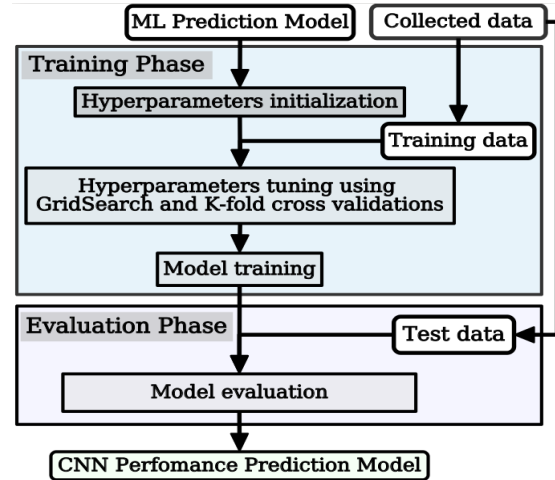 ML Prediction Model
Collected data
Training Phase
Hyperparameters initialization
Training data
Hyperparameters tuning using
GridSearch and K-fold cross validations
Model training
Evaluation Phase
Test data
Model evaluation
CNN Perfomance Prediction Model